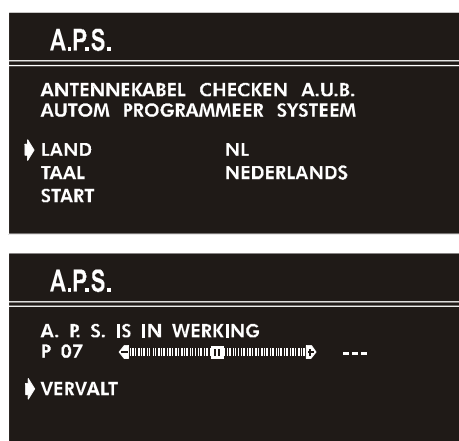 A.P.S.
ANTENNEKABEL CHECKEN A.U.B.
AUTOM PROGRAMMEER SYSTEEM
LAND NL
TAAL NEDERLANDS
START
A.P.S.
A. P. S. IS IN WERKING
P 07 - + ---
VERVALT